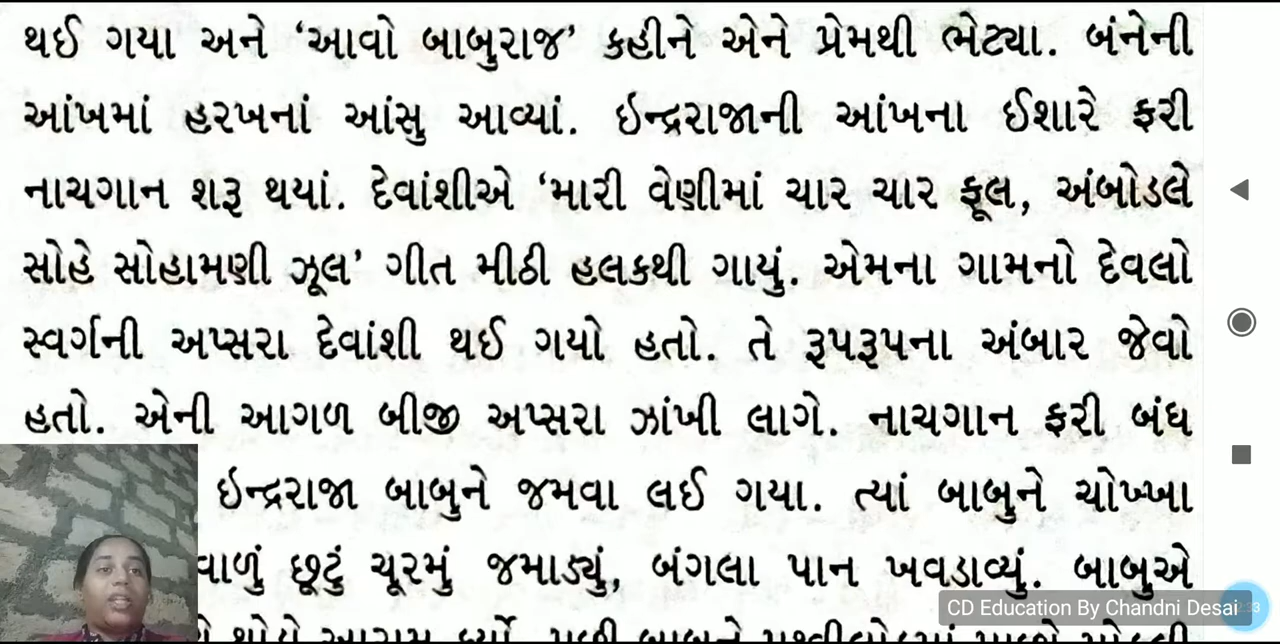 થઈ ગયા અને ‘આવો બાબુરાજ’ કહીને એને પ્રેમથી ભેટ્યા. બંનેની
આંખમાં હરખનાં આંસુ આવ્યાં. ઇન્દ્રરાજાની આંખના ઈશારે ફરી
નાચગાન શરૂ થયાં. દેવાંશીએ ‘મારી વેણીમાં ચાર ચાર ફૂલ, અંબોડલે
સોહે સોહામણી ઝૂલ’ ગીત મીઠી હલકથી ગાયું. એમના ગામનો દેવલો
સ્વર્ગની અપ્સરા દેવાંશી થઈ ગયો હતો. તે રૂપરૂપના અંબાર જેવો
હતો. એની આગળ બીજી અપ્સરા ઝાંખી લાગે. નાચગાન ફરી બંધ
ઇન્દ્રરાજા બાબુને જમવા લઈ ગયા. ત્યાં બાબુને ચોખ્ખા
વાળું છૂટું ચૂરમું જમાડ્યું, બંગલા પાન ખવડાવ્યું. બાબુએ
CD Education By Chandni Desai